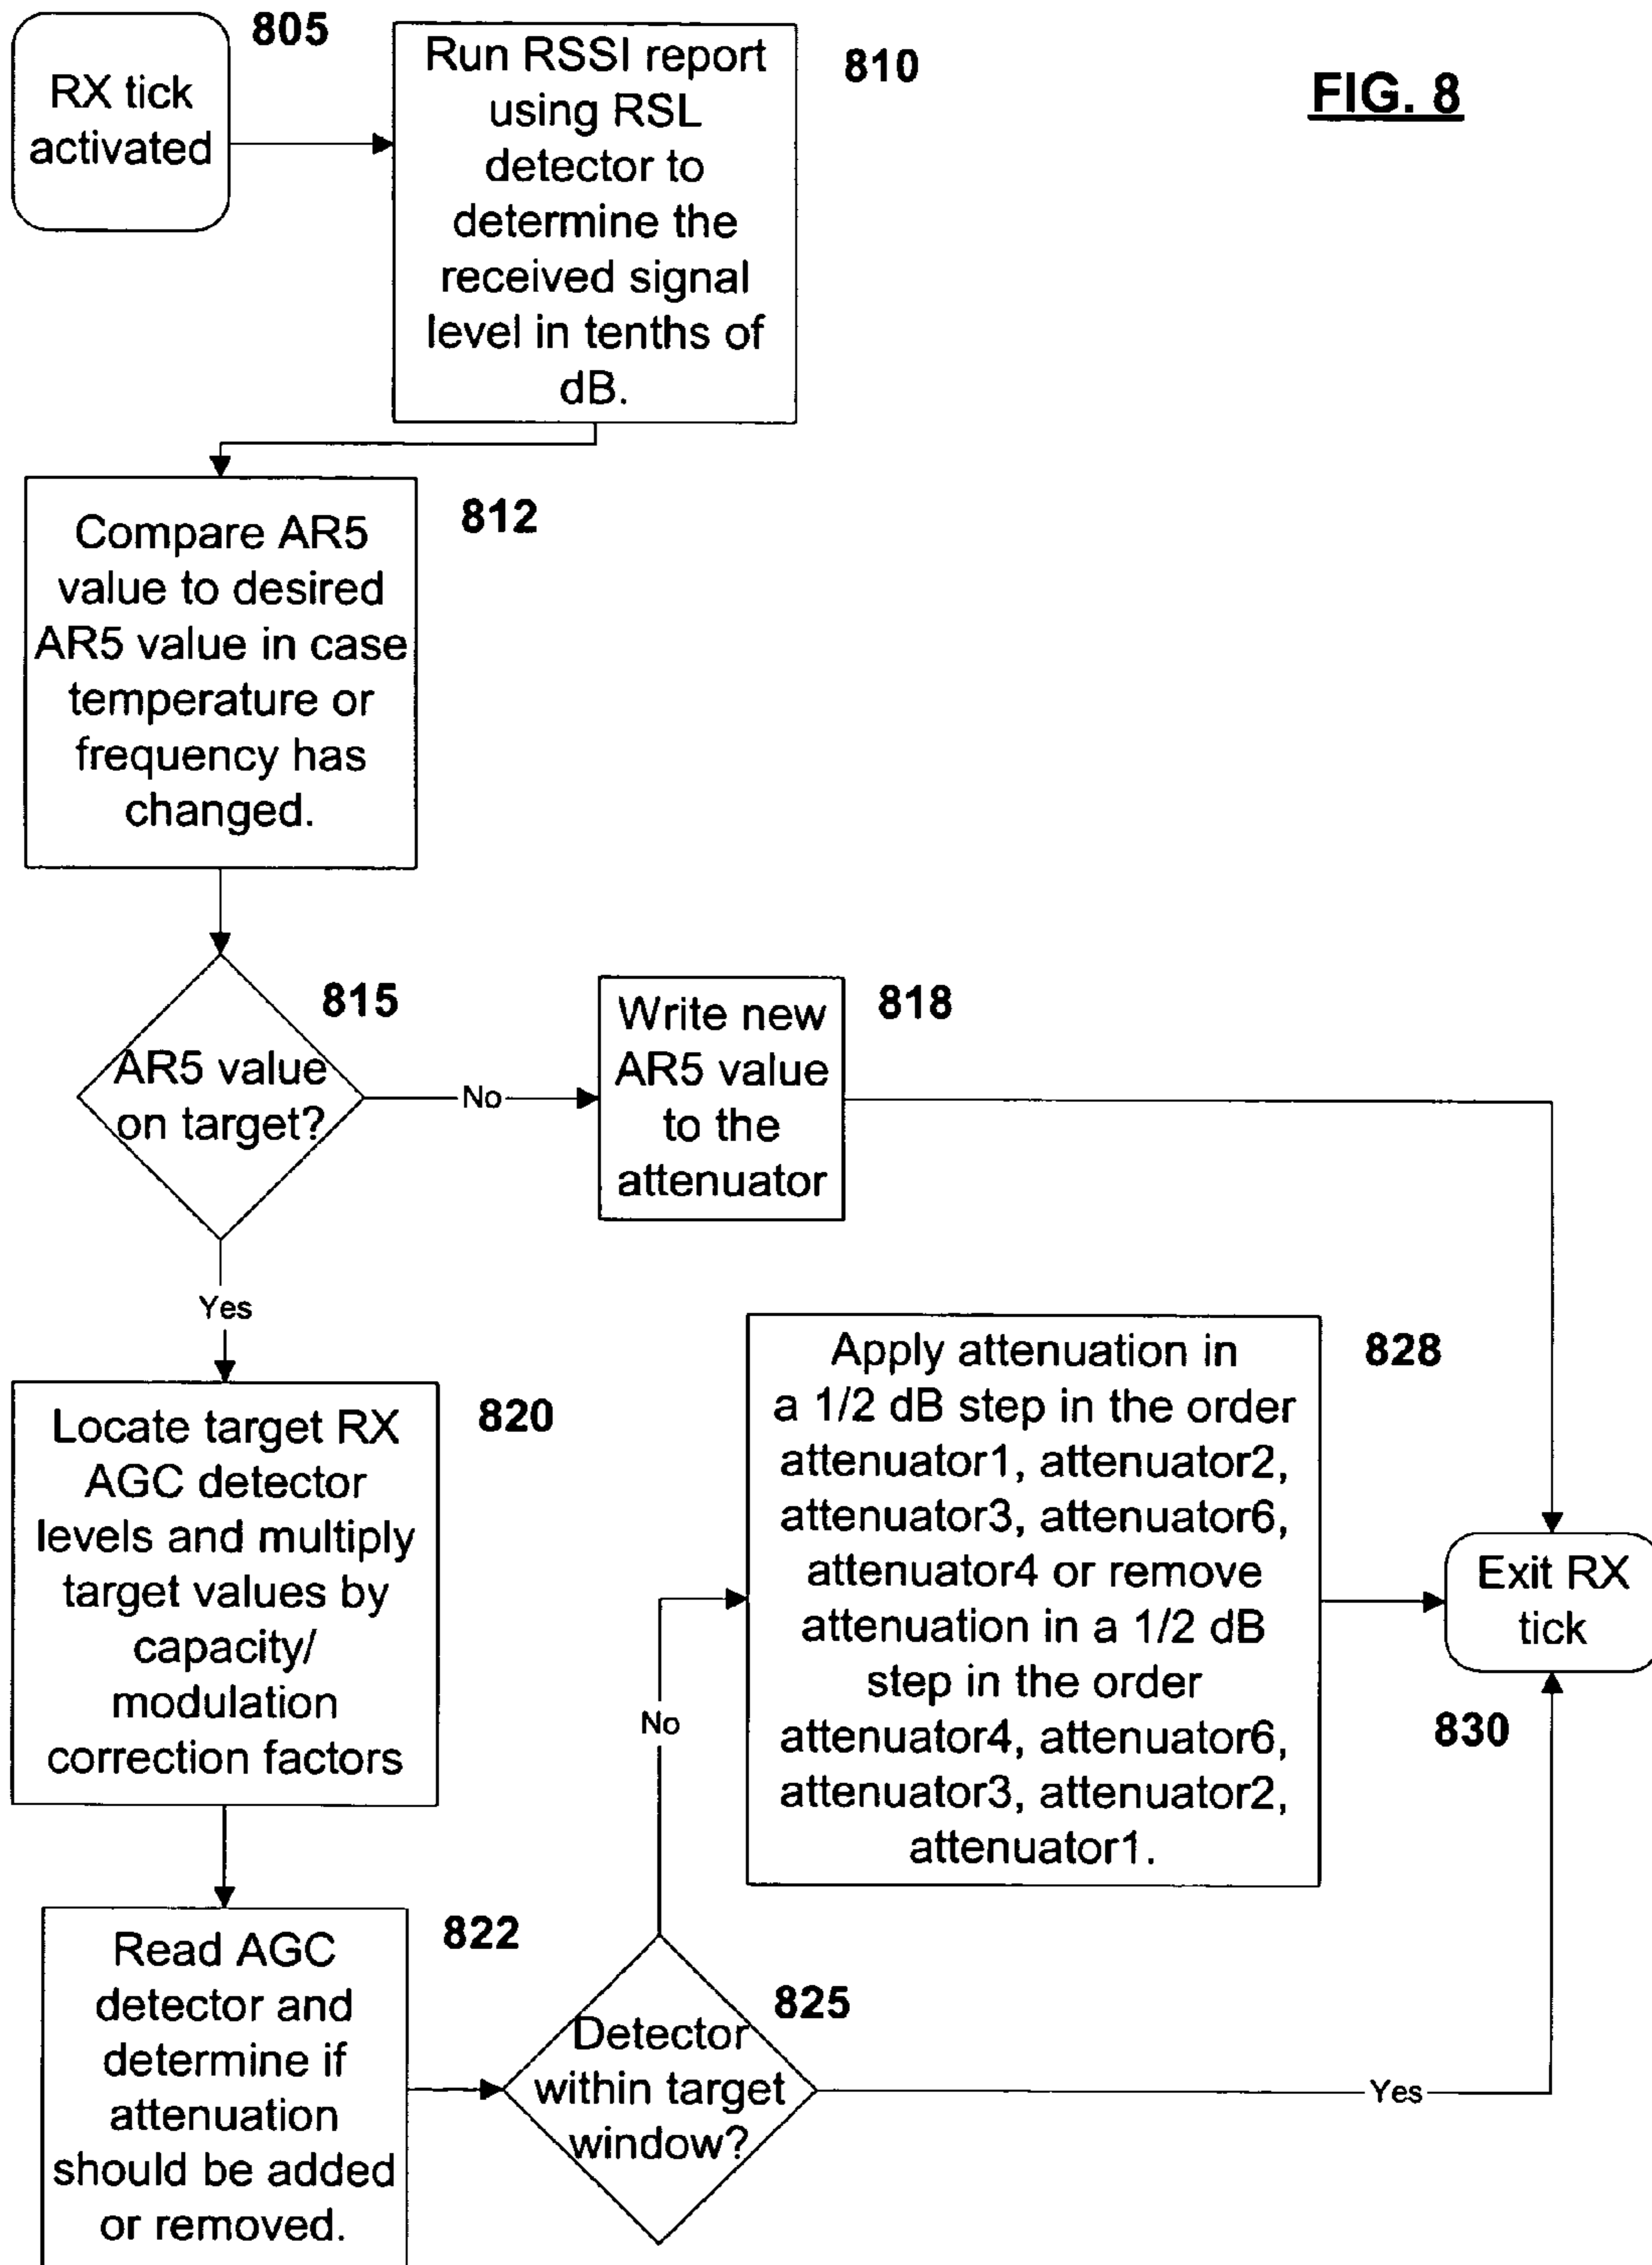 805
RX tick
activated
Run RSSI report
using RSL
detector to
determine the
received signal
level in tenths of
dB.
810
FIG. 8
812
Compare AR5
value to desired
AR5 value in case
temperature or
frequency has
changed.
815
AR5 value
on target?
No
Write new
AR5 value
to the
attenuator
818
Yes
820
Locate target RX
AGC detector
levels and multiply
target values by
capacity/
modulation
correction factors
822
Read AGC
detector and
determine if
attenuation
should be added
or removed.
825
Detector
within target
window?
No
Yes
828
Apply attenuation in
a 1/2 dB step in the order
attenuator1, attenuator2,
attenuator3, attenuator6,
attenuator4 or remove
attenuation in a 1/2 dB
step in the order
attenuator4, attenuator6,
attenuator3, attenuator2,
attenuator1.
Exit RX
tick
830